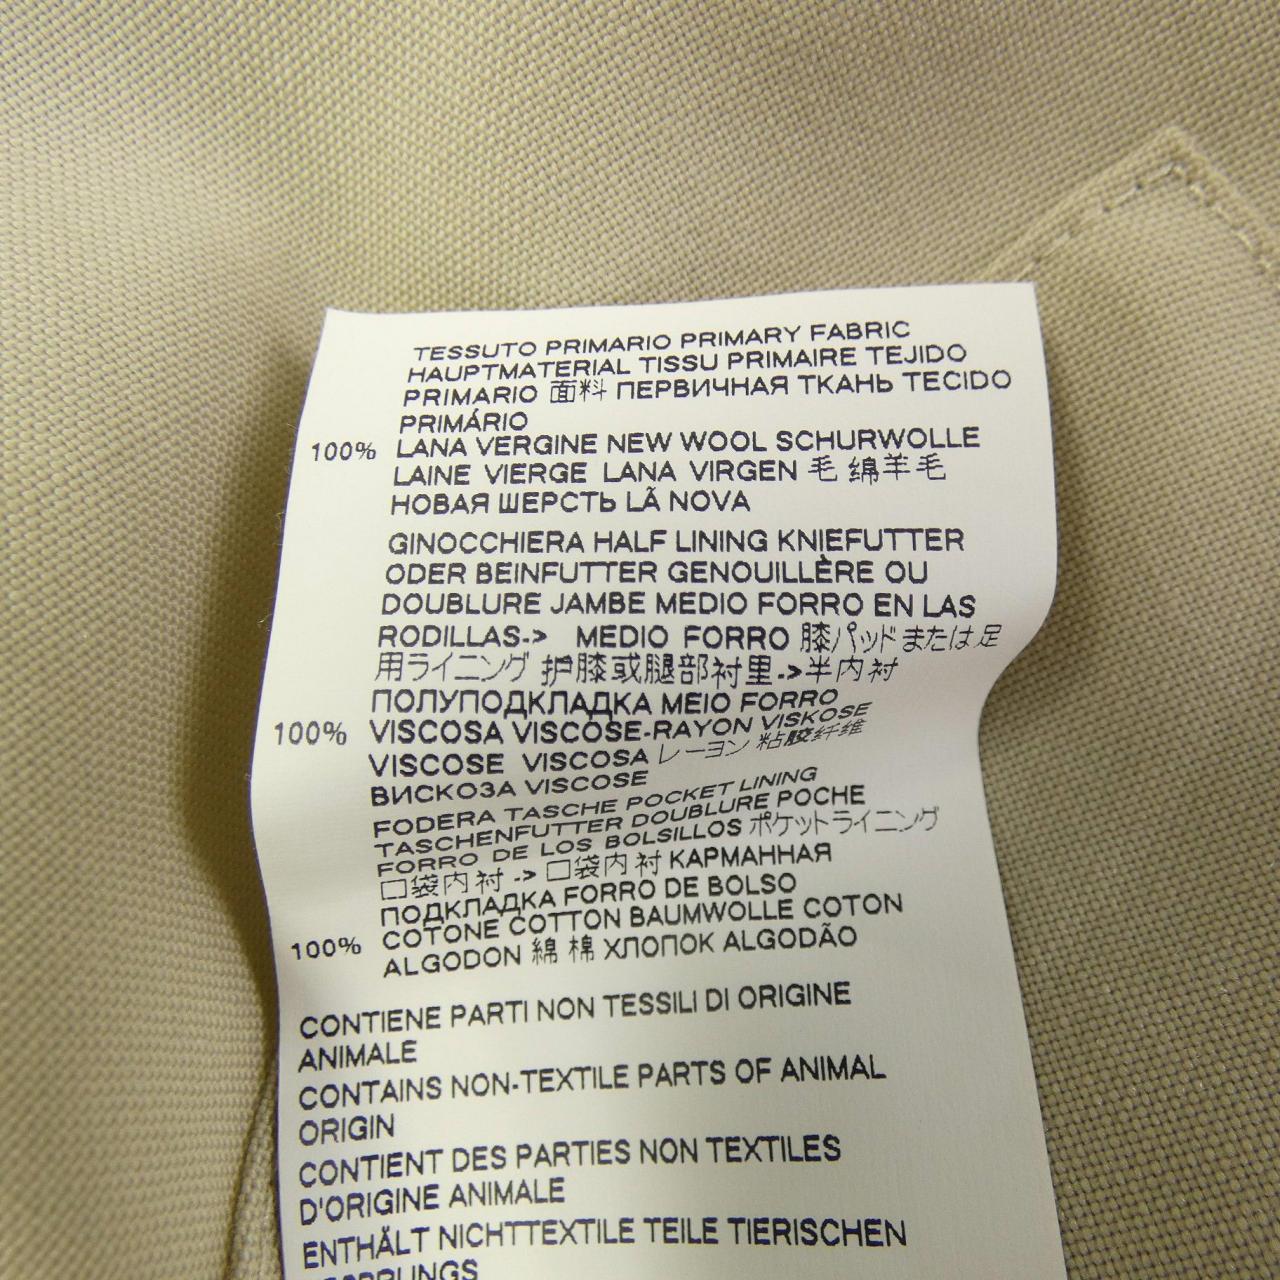 TESSUTO PRIMARIO PRIMARY FABRIC
HAUPTMATERIAL TISSU PRIMAIRE TEJIDO
PRIMARIO 面料 ПЕРВИЧНАЯ ТКАНЬ TECIDO
PRIMÁRIO
100% LANA VERGINE NEW WOOL SCHURWOLLE
LAINE VIERGE LANA VIRGEN 毛 绵羊毛
НОВАЯ ШЕРСТЬ LÃ NOVA
GINOCCHIERA HALF LINING KNIEFUTTER
ODER BEINFUTTER GENOUILLÈRE OU
DOUBLURE JAMBE MEDIO FORRO EN LAS
RODILLAS-> MEDIO FORRO 膝パッドまたは足
用ライニング 护膝或腿部衬里->半内衬
ПОЛУПОДКЛАДКА MEIO FORRO
100% VISCOSA VISCOSE-RAYON VISKOSE
VISCOSE VISCOSA レーヨン 粘胶纤维
ВИСКОЗА VISCOSE
FODERA TASCHE POCKET LINING
TASCHENFUTTER DOUBLURE POCHE
FORRO DE LOS BOLSILLOS ポケットライニング
口袋内衬 -> 口袋内衬 КАРМАННАЯ
ПОДКЛАДКА FORRO DE BOLSO
100% COTONE COTTON BAUMWOLLE COTON
ALGODON 綿 棉 ХЛОПОК ALGODÃO
CONTIENE PARTI NON TESSILI DI ORIGINE
ANIMALE
CONTAINS NON-TEXTILE PARTS OF ANIMAL
ORIGIN
CONTIENT DES PARTIES NON TEXTILES
D'ORIGINE ANIMALE
ENTHÄLT NICHTTEXTILE TEILE TIERISCHEN